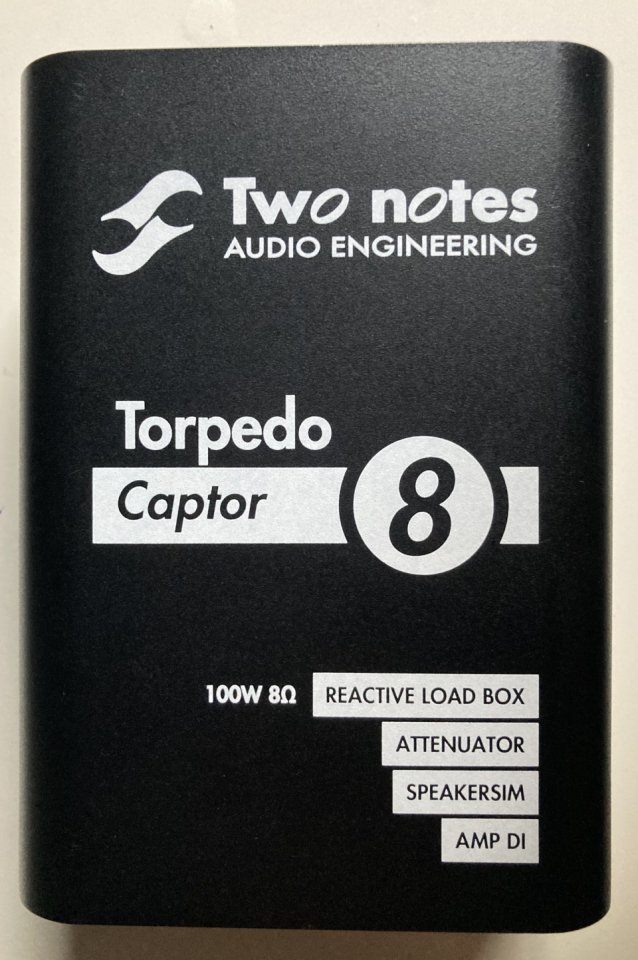 Two notes
AUDIO ENGINEERING
Torpedo
Captor 8
100W 8Ω REACTIVE LOAD BOX
ATTENUATOR
SPEAKERSIM
AMP DI